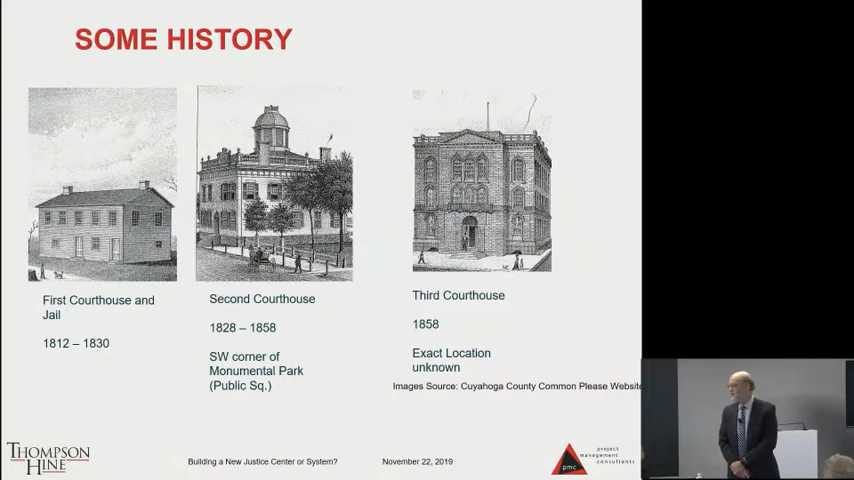 SOME HISTORY
First Courthouse and
Jail
1812 – 1830
Second Courthouse
1828 – 1858
SW corner of
Monumental Park
(Public Sq.)
Third Courthouse
1858
Exact Location
unknown
Images Source: Cuyahoga County Common Please Website
THOMPSON
HINE
Building a New Justice Center or System?
November 22, 2019
pmc
project
management
consultants